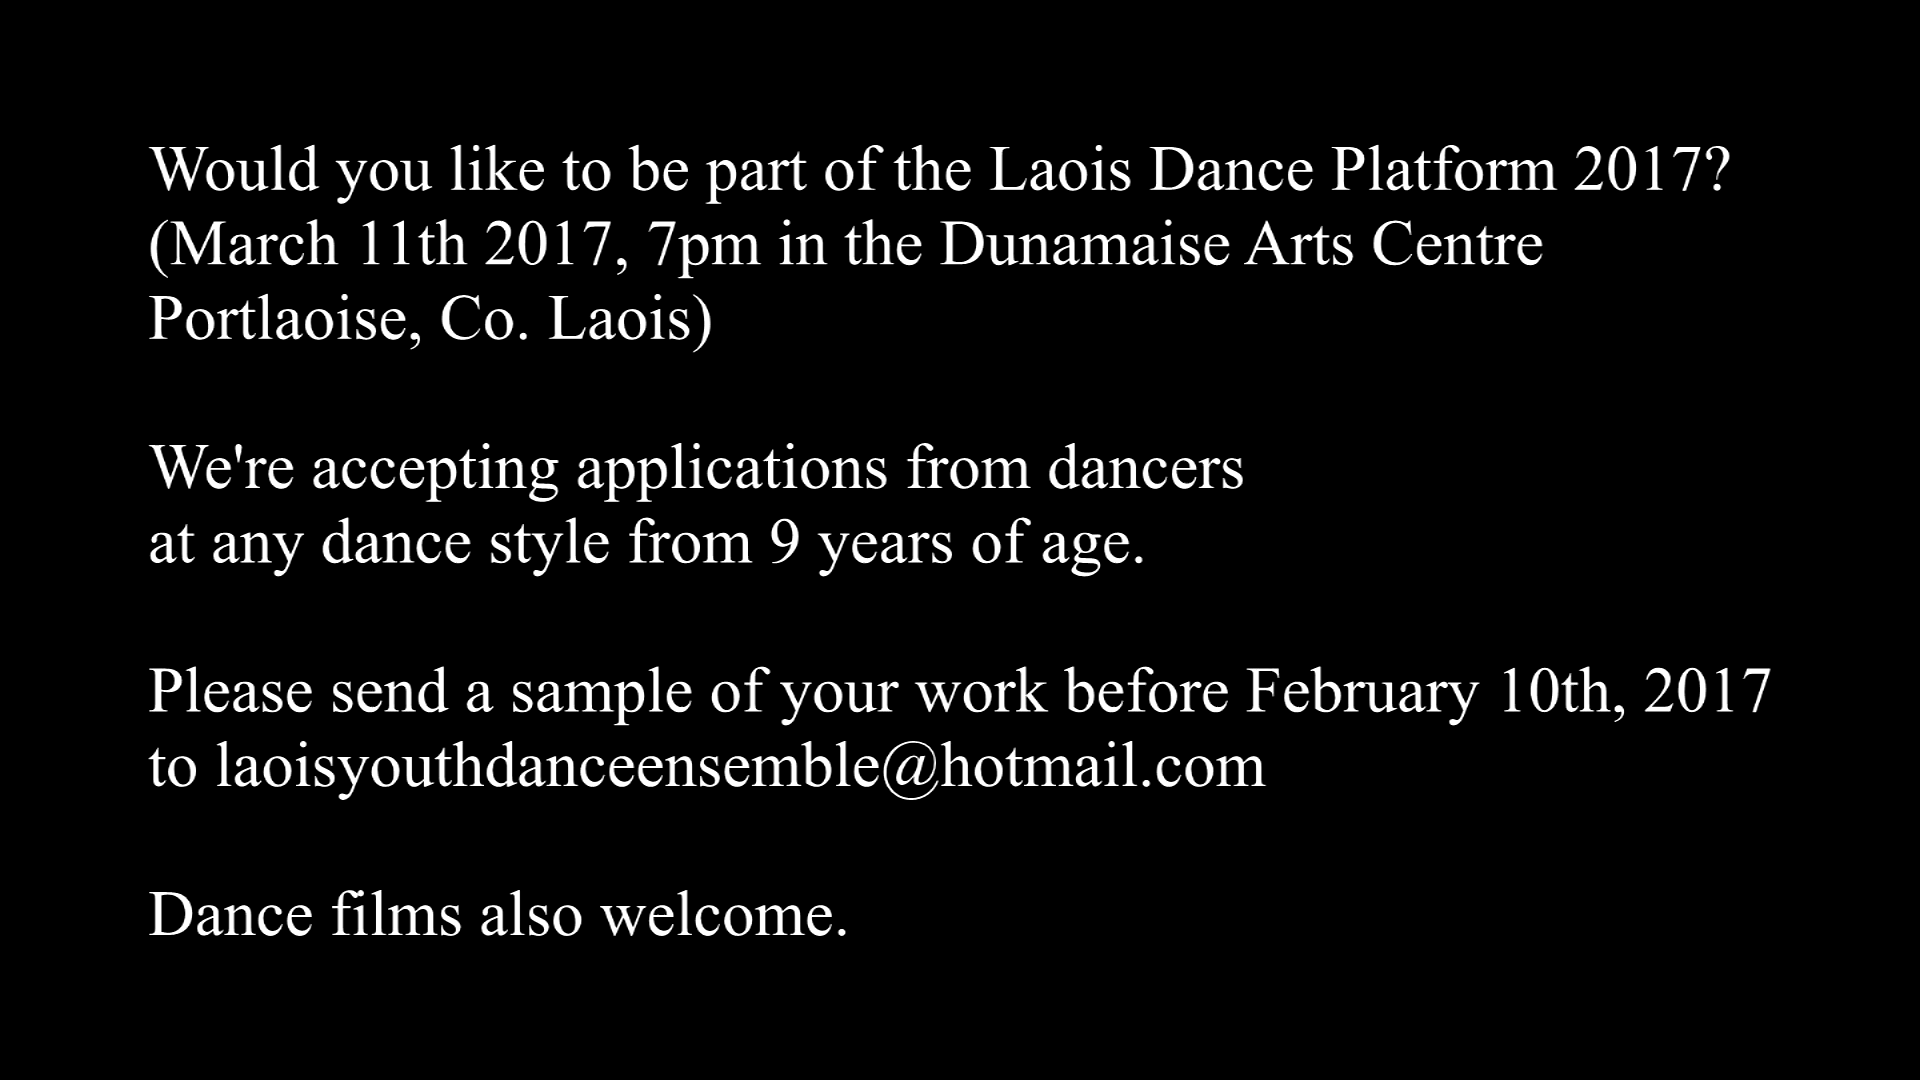 Would you like to be part of the Laois Dance Platform 2017?
(March 11th 2017, 7pm in the Dunamaise Arts Centre
Portlaoise, Co. Laois)
We're accepting applications from dancers
at any dance style from 9 years of age.
Please send a sample of your work before February 10th, 2017
to laoisyouthdanceensemble@hotmail.com
Dance films also welcome.